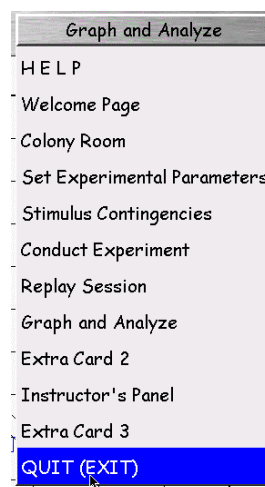 Graph and Analyze
H E L P
Welcome Page
Colony Room
Set Experimental Parameters
Stimulus Contingencies
Conduct Experiment
Replay Session
Graph and Analyze
Extra Card 2
Instructor's Panel
Extra Card 3
QUIT (EXIT)